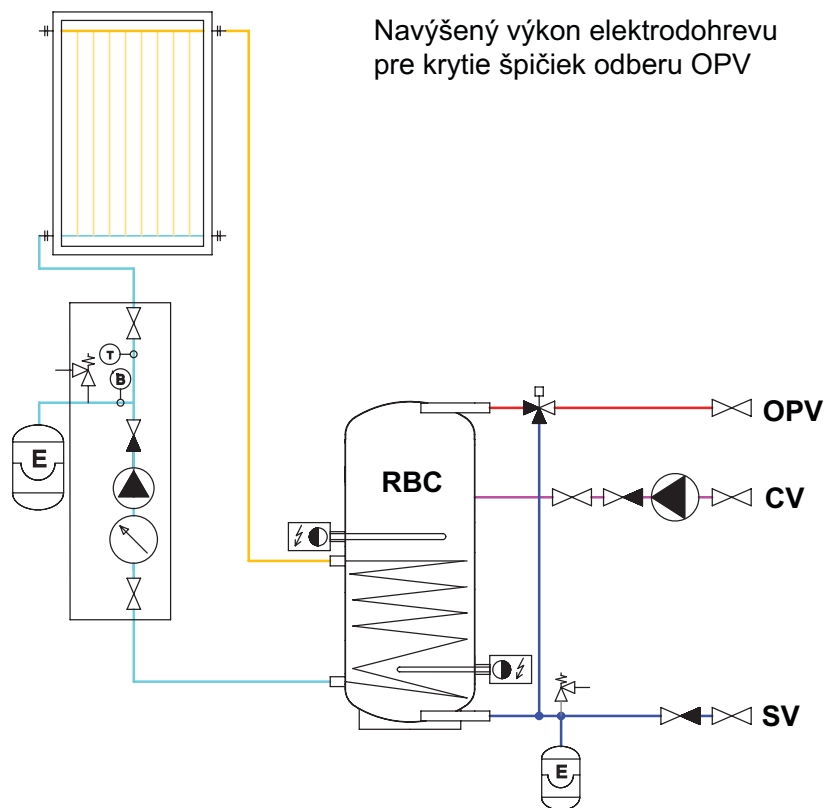 Navýšený výkon elektrodohrevu
pre krytie špičiek odberu OPV
T
B
E
RBC
OPV
CV
SV
E